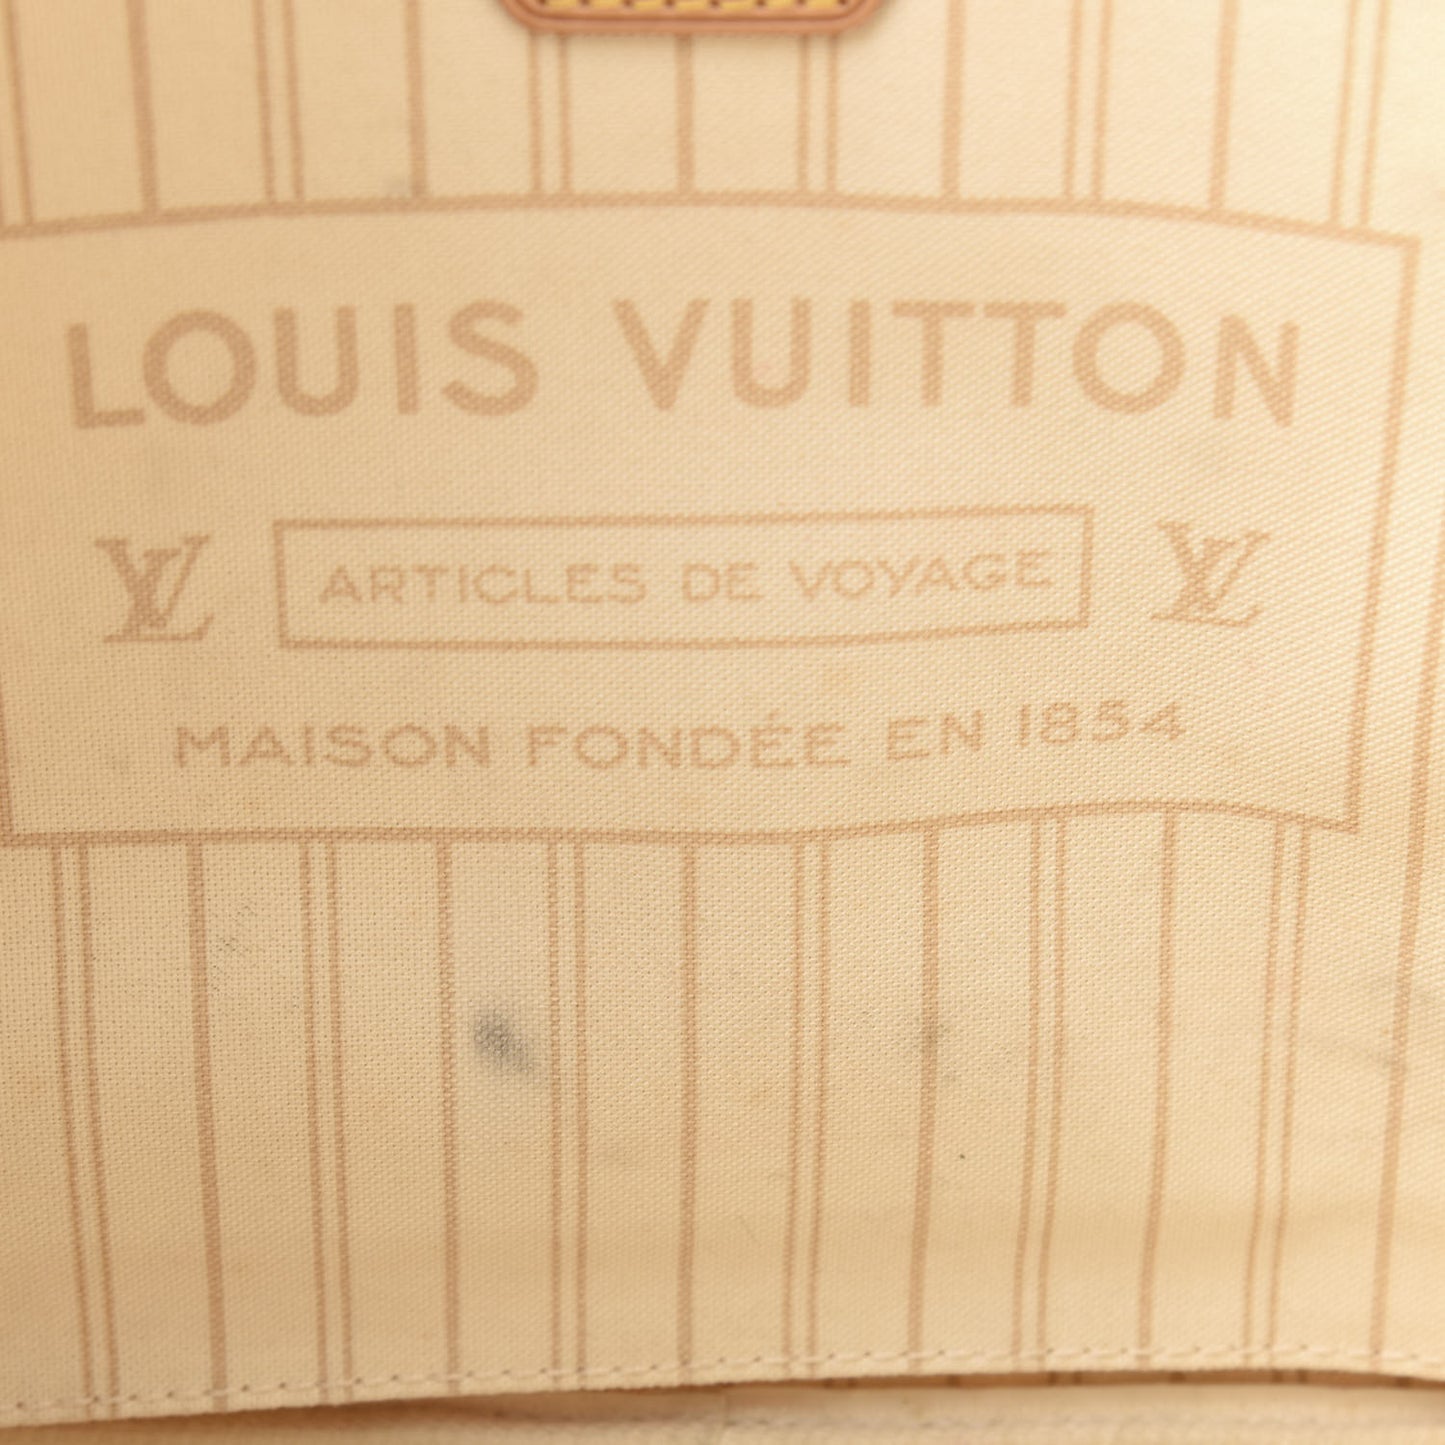 LOUIS VUITTON
LV ARTICLES DE VOYAGE LV
MAISON FONDÉE EN 1854